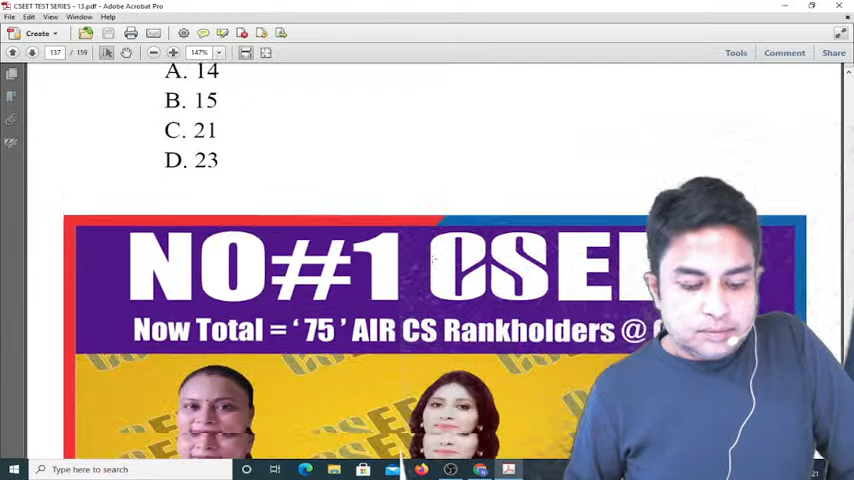 CSEET TEST SERIES - 13.pdf - Adobe Acrobat Pro
File Edit View Window Help
Create
137 / 159 147% Tools Comment Share
A. 14
B. 15
C. 21
D. 23
NO#1 CSEE
Now Total = ‘ 75 ’ AIR CS Rankholders @
Type here to search